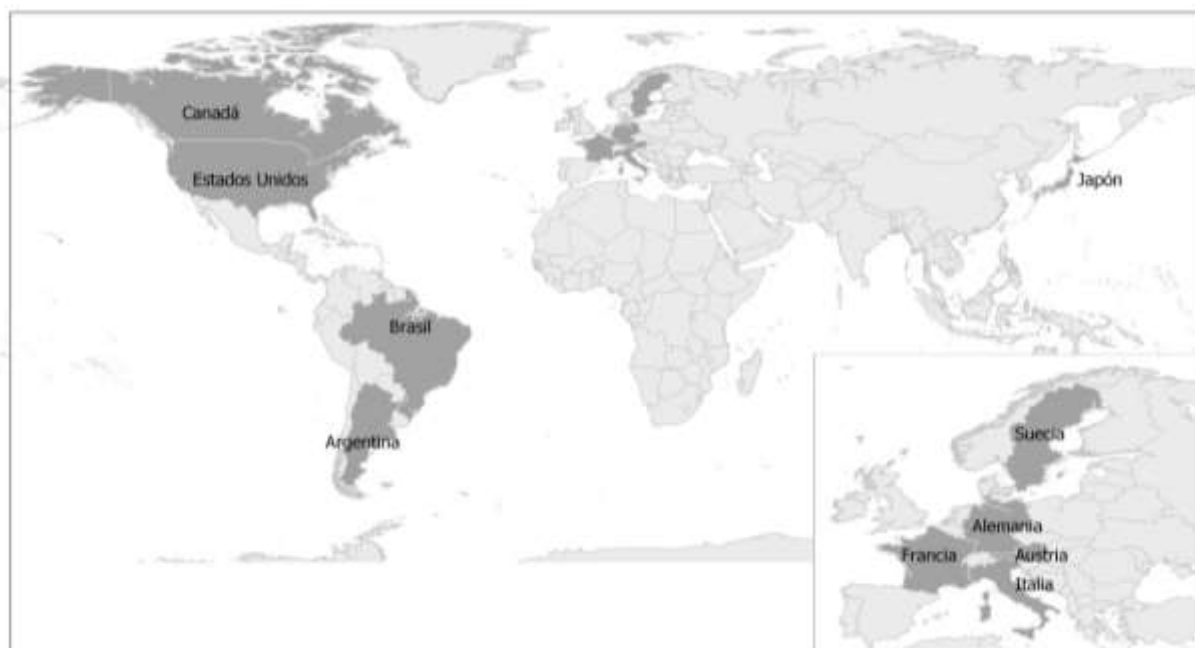 Canadá
Estados Unidos
Japón
Brasil
Argentina
Suecia
Alemania
Francia
Austria
Italia